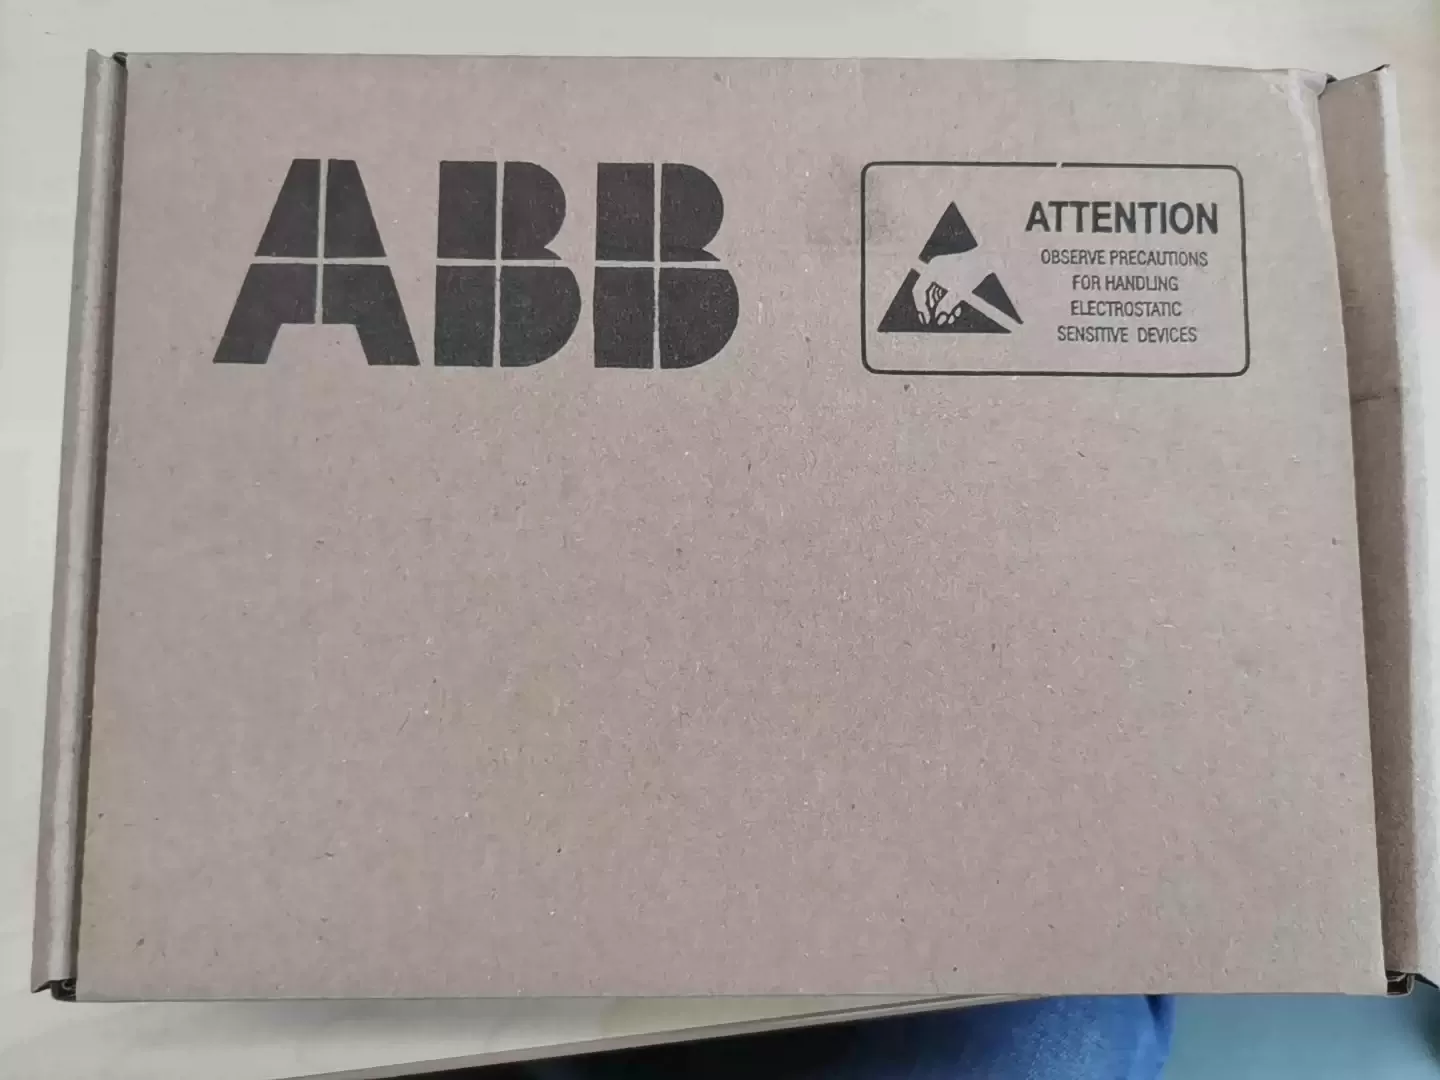 ABB
ATTENTION
OBSERVE PRECAUTIONS
FOR HANDLING
ELECTROSTATIC
SENSITIVE DEVICES